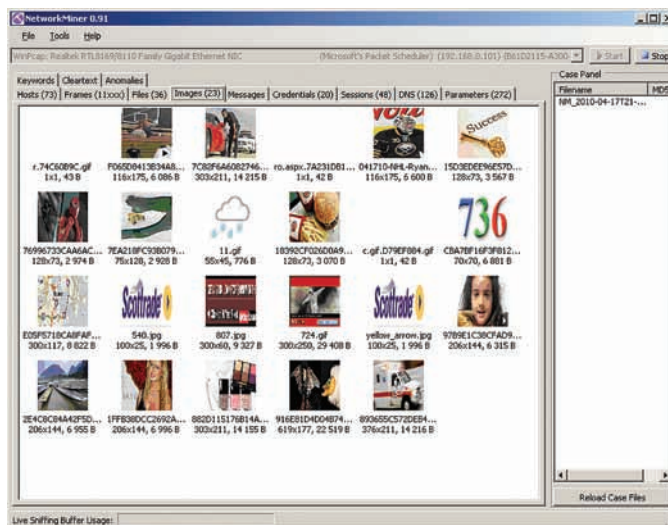 NetworkMiner 0.91
File Tools Help
WinPcap: Realtek RTL8169/8110 Family Gigabit Ethernet NIC (Microsoft's Packet Scheduler) (192.168.0.101)
Start Stop
Keywords Cleartext Anomalies
Hosts (73) Frames (11xxx) Files (36) Images (23) Messages Credentials (20) Sessions (48) DNS (126) Parameters (272)
Case Panel
Filename MD5
NM_2010-04-17T21-...
SUCCESS
r.74C60B9C.gif
1x1, 43 B
F065D8413B34A8...
116x175, 6 086 B
7C82F6A6082746...
303x211, 14 215 B
ro.aspx.7A231DB1...
1x1, 42 B
041710-NHL-Ryan...
116x175, 6 600 B
15D3EDEE96E57D...
128x73, 3 567 B
736
76996733CAA6AC...
128x73, 2 974 B
7EA218FC93B079...
75x128, 2 928 B
11.gif
55x45, 776 B
18392CF026D0A9...
128x73, 3 070 B
c.gif.D79EF884.gif
1x1, 42 B
CBA7BF16F3F812...
70x70, 6 881 B
Scottrade
Scottrade
E05F5718CA8FAF...
300x117, 8 822 B
540.jpg
100x25, 1 996 B
807.jpg
300x60, 9 327 B
724.gif
300x250, 29 408 B
yellow_arrow.jpg
100x25, 1 996 B
9789E1C38CFAD9...
206x144, 6 315 B
2E4C8C84A42F5D...
206x144, 6 955 B
1FFB38DCC2692A...
206x144, 6 996 B
882D115176B14A...
303x211, 14 155 B
916E81D4D04874...
619x177, 22 519 B
893655C572DEB4...
376x211, 14 216 B
Reload Case Files
Live Sniffing Buffer Usage: